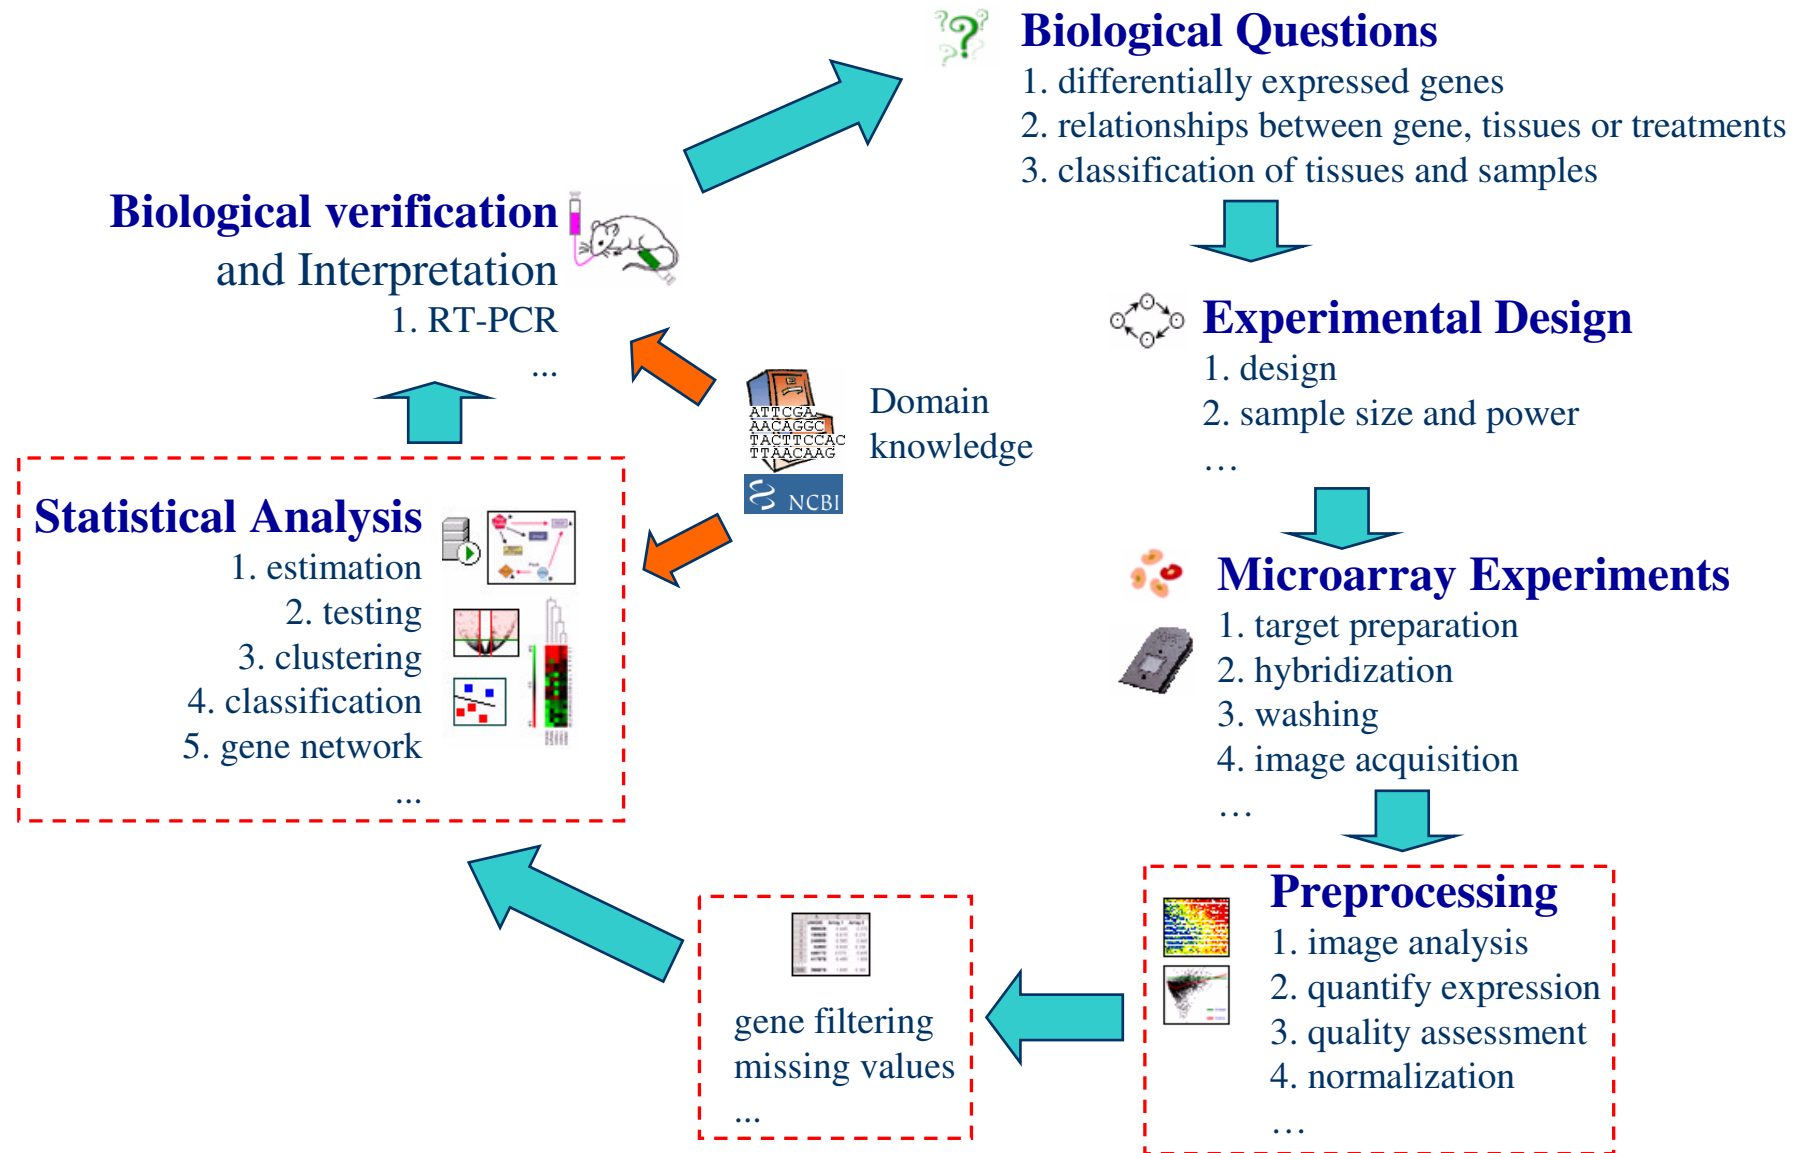 Biological Questions
1. differentially expressed genes
2. relationships between gene, tissues or treatments
3. classification of tissues and samples
Experimental Design
1. design
2. sample size and power
…
Microarray Experiments
1. target preparation
2. hybridization
3. washing
4. image acquisition
…
Preprocessing
1. image analysis
2. quantify expression
3. quality assessment
4. normalization
…
gene filtering
missing values
...
Statistical Analysis
1. estimation
2. testing
3. clustering
4. classification
5. gene network
...
Biological verification
and Interpretation
1. RT-PCR
...
Domain
knowledge
ATTCGA
AACAGGC
TACTTCCAC
TTAACAAG
NCBI